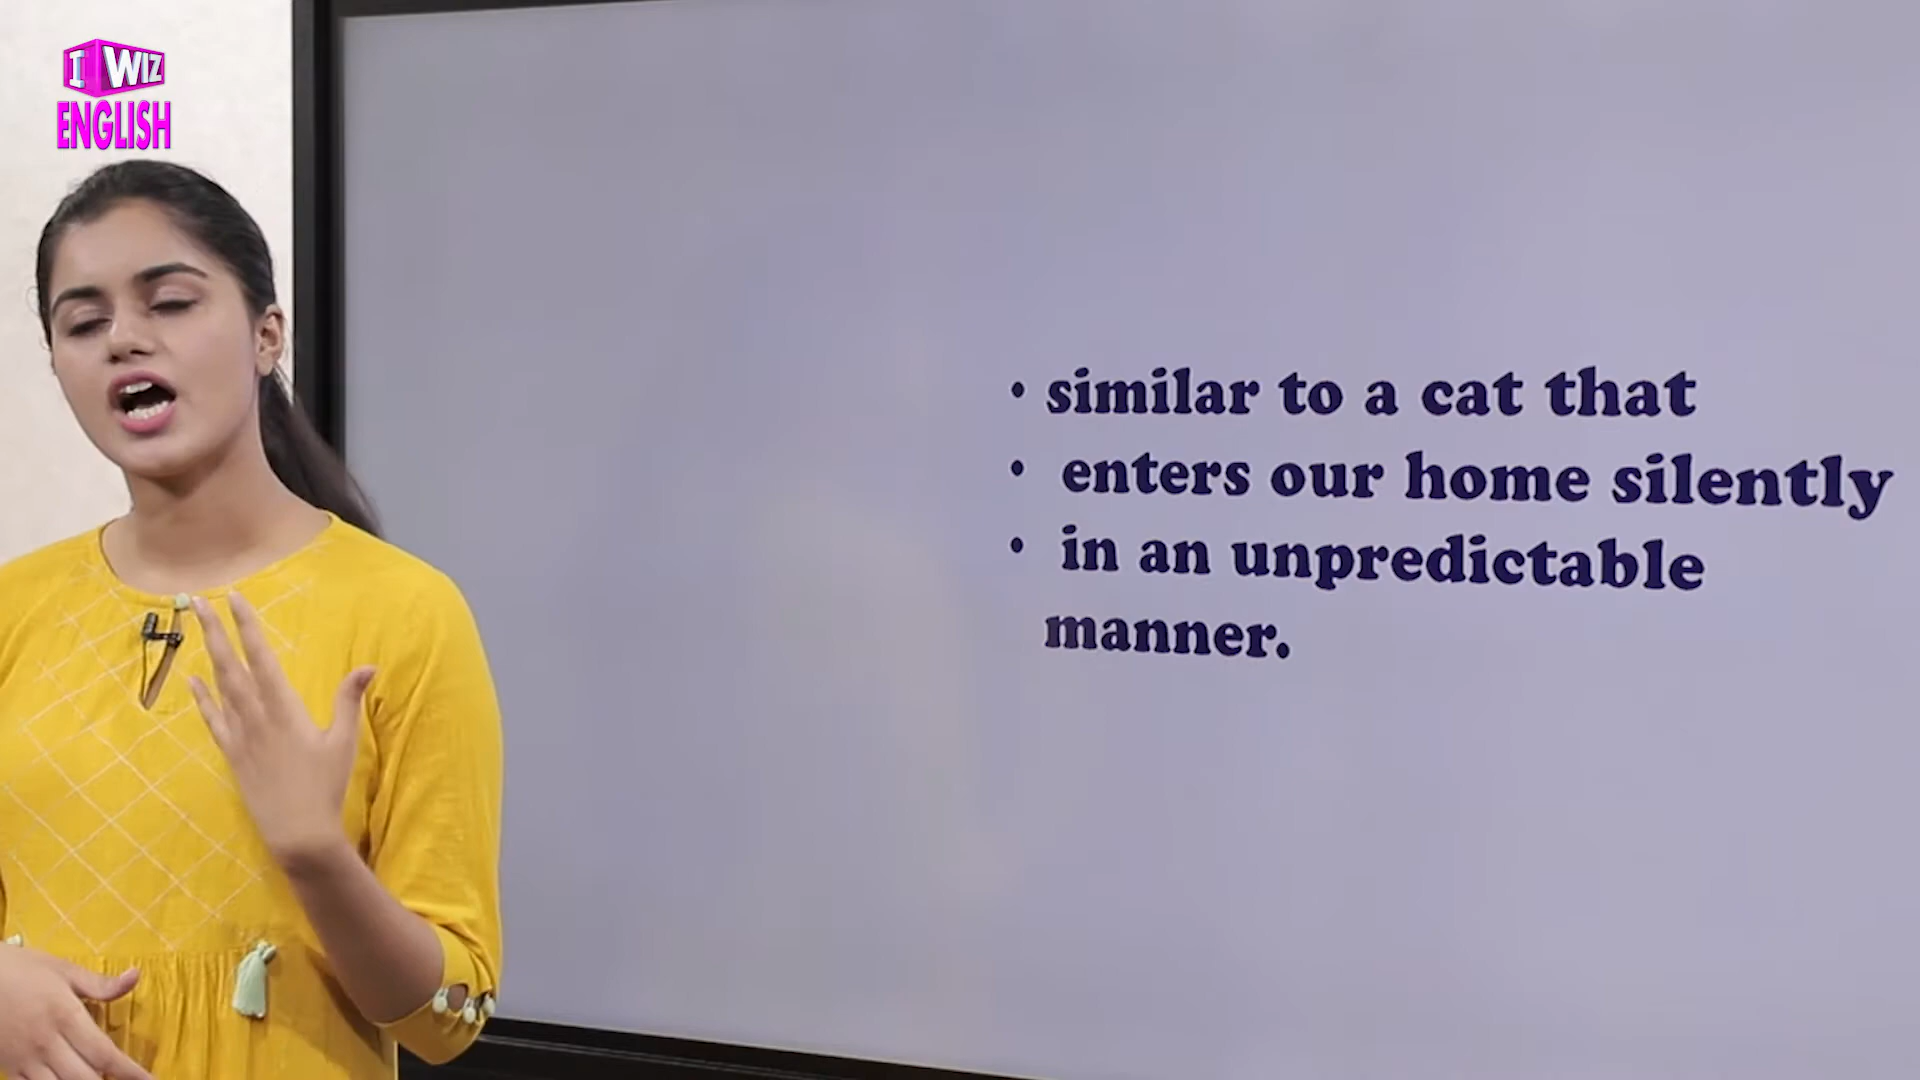 I WIZ
ENGLISH
• similar to a cat that
• enters our home silently
• in an unpredictable
manner.